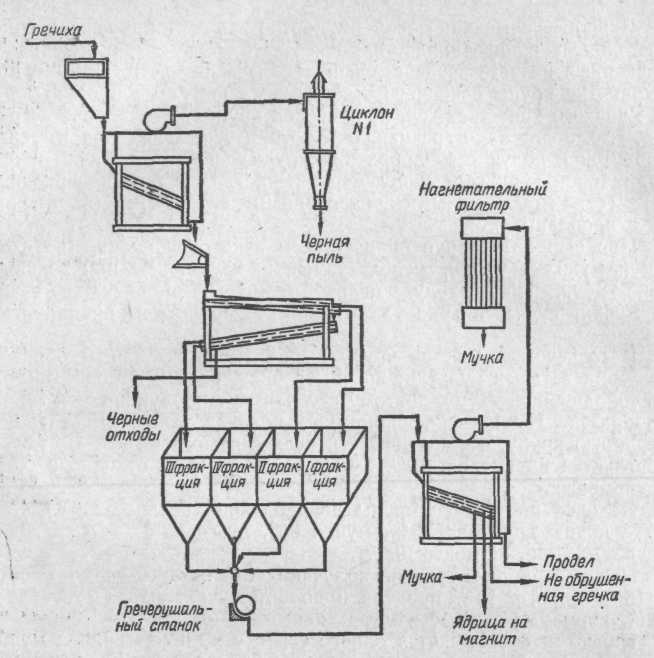 Гречиха
Циклон
N1
Черная
пыль
Нагнетательный
фильтр
Мучка
Черные
отходы
III фрак-
ция
IV фрак-
ция
II фрак-
ция
I фрак-
ция
Гречерушаль-
ный станок
Мучка
Продел
Не обрушен-
ная гречка
Ядрица на
магнит